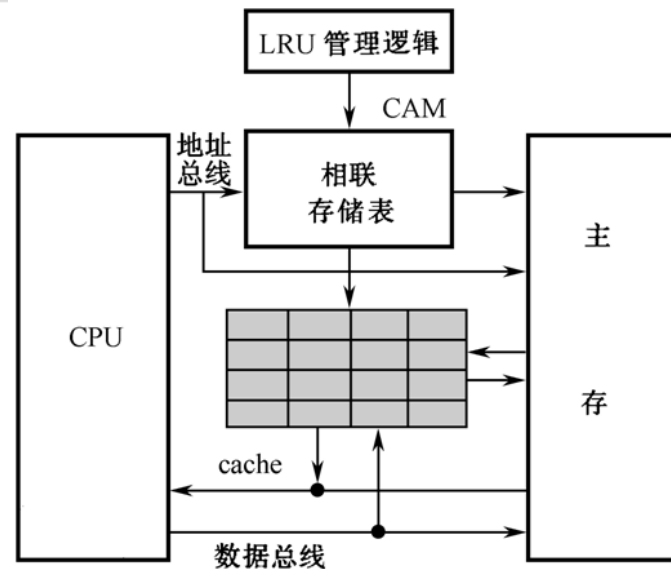 LRU 管理逻辑
CAM
地址
总线
相联
存储表
主
CPU
存
cache
数据总线